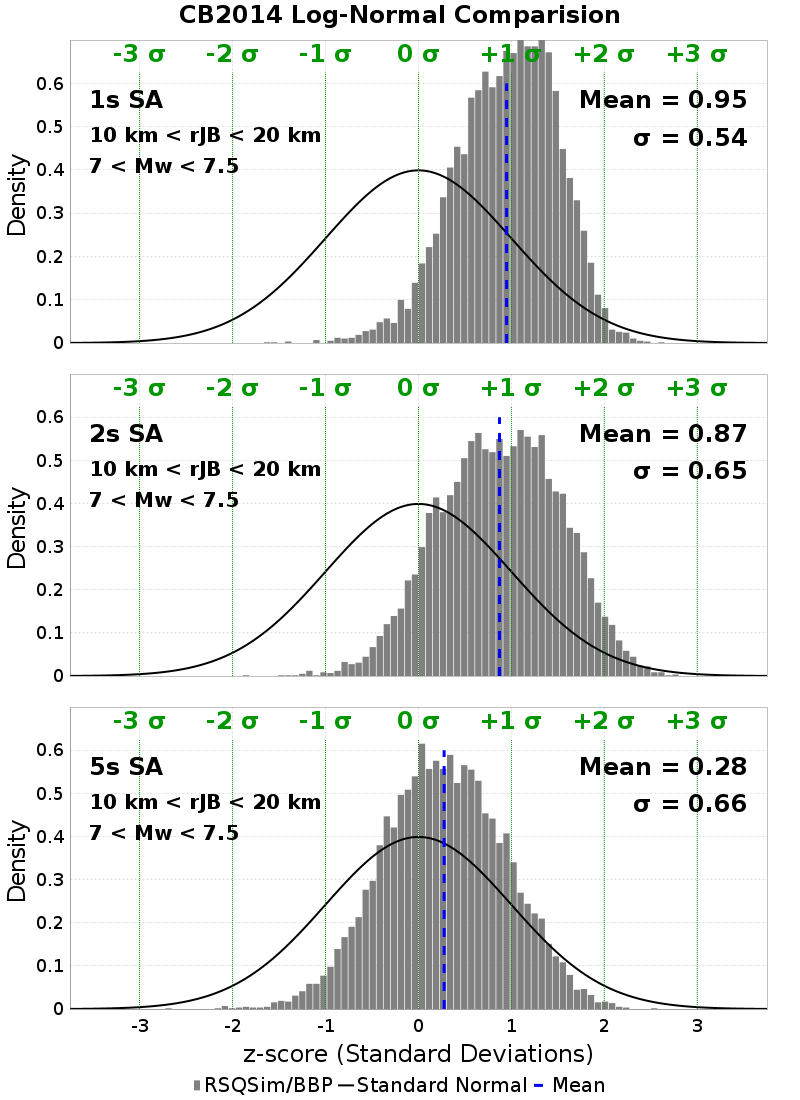 CB2014 Log-Normal Comparision
-3 σ -2 σ -1 σ 0 σ +1 σ +2 σ +3 σ
0.6
1s SA Mean = 0.95
0.5
10 km < rJB < 20 km σ = 0.54
7 < Mw < 7.5
0.4
0.3
0.2
0.1
0
Density
-3 σ -2 σ -1 σ 0 σ +1 σ +2 σ +3 σ
0.6
2s SA Mean = 0.87
0.5
10 km < rJB < 20 km σ = 0.65
7 < Mw < 7.5
0.4
0.3
0.2
0.1
0
Density
-3 σ -2 σ -1 σ 0 σ +1 σ +2 σ +3 σ
0.6
5s SA Mean = 0.28
0.5
10 km < rJB < 20 km σ = 0.66
7 < Mw < 7.5
0.4
0.3
0.2
0.1
0
Density
-3 -2 -1 0 1 2 3
z-score (Standard Deviations)
RSQSim/BBP Standard Normal Mean